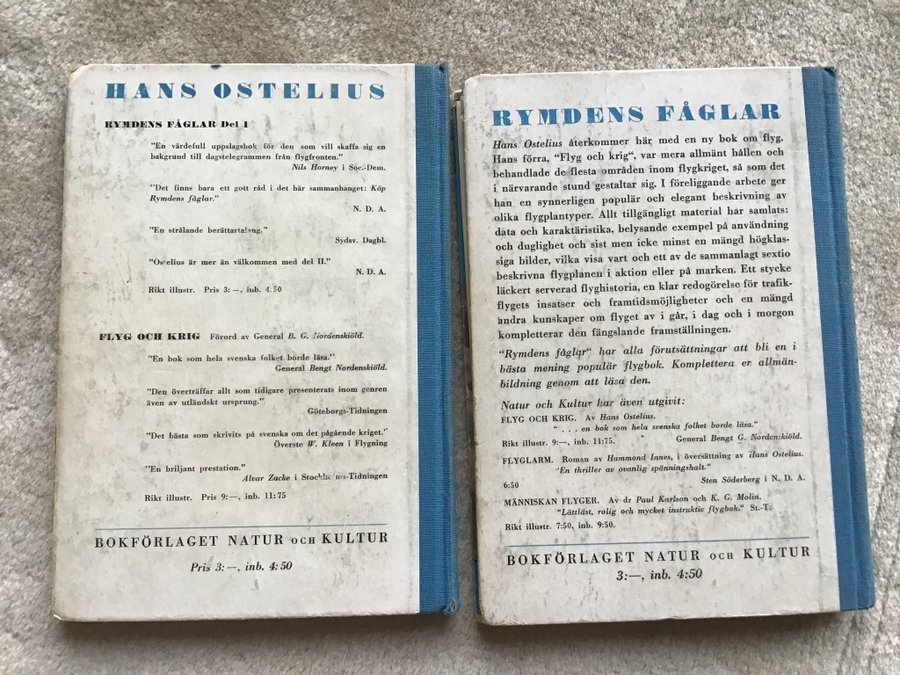 HANS OSTELIUS
RYMDENS FÅGLAR Del 1
"En värdefull uppslagsbok för den som vill skaffa sig en
bakgrund till dagstelegrammen från flygfronten."
Nils Horney i Soc.-Dem.
"Det finns bara ett gott råd i det här sammanhanget: Köp
Rymdens fåglar."
N. D. A.
"En strålande berättartalang."
Sydsv. Dagbl.
"Ostelius är mer än välkommen med del II."
N. D. A.
Rikt illustr. Pris 3:—, inb. 4:50
FLYG OCH KRIG Förord av General B. G. Nordenskiöld.
"En bok som hela svenska folket borde läsa."
General Bengt Nordenskiöld.
"Den överträffar allt som tidigare presenterats inom genren
även av utländskt ursprung."
Göteborgs-Tidningen
"Det bästa som skrivits på svenska om det pågående kriget."
Överste W. Kleen i Flygning
"En briljant prestation."
Alvar Zacke i Stockholms-Tidningen
Rikt illustr. Pris 9:—, inb. 11:75
BOKFÖRLAGET NATUR OCH KULTUR
Pris 3:—, inb. 4:50
RYMDENS FÅGLAR
Hans Ostelius återkommer här med en ny bok om flyg.
Hans förra, "Flyg och krig", var mera allmänt hållen och
behandlade de flesta områden inom flygkriget, så som det i
närvarande stund gestaltar sig. I föreliggande arbete ger
han en synnerligen populär och elegant beskrivning av
olika flygplantyper. Allt tillgängligt material har samlats:
data och karaktäristika, belysande exempel på användning
och duglighet och sist men icke minst en mängd högklas-
siga bilder, vilka visa vart och ett av de sammanlagt sextio
beskrivna flygplanen i aktion eller på marken. Ett stycke
läckert serverad flyghistoria, en klar redogörelse för trafik-
flygets insatser och framtidsmöjligheter och en mängd
andra kunskaper om flyget av i går, i dag och i morgon
kompletterar den fängslande framställningen.
"Rymdens fåglar" har alla förutsättningar att bli en i
bästa mening populär flygbok. Komplettera er allmän-
bildning genom att läsa den.
Natur och Kultur har även utgivit:
FLYG OCH KRIG. Av Hans Ostelius.
". . . en bok som hela svenska folket borde läsa."
Rikt illustr. 9:—, inb. 11:75. General Bengt G. Nordenskiöld.
FLYGLARM. Roman av Hammond Innes, i översättning av Hans Ostelius.
"En thriller av ovanlig spänningshalt."
6:50 Sten Söderberg i N. D. A.
MÄNNISKAN FLYGER. Av dr Paul Karlson och K. G. Molin.
"Lättläst, rolig och mycket instruktiv flygbok." St.-T.
Rikt illustr. 7:50, inb. 9:50.
BOKFÖRLAGET NATUR OCH KULTUR
3:—, inb. 4:50